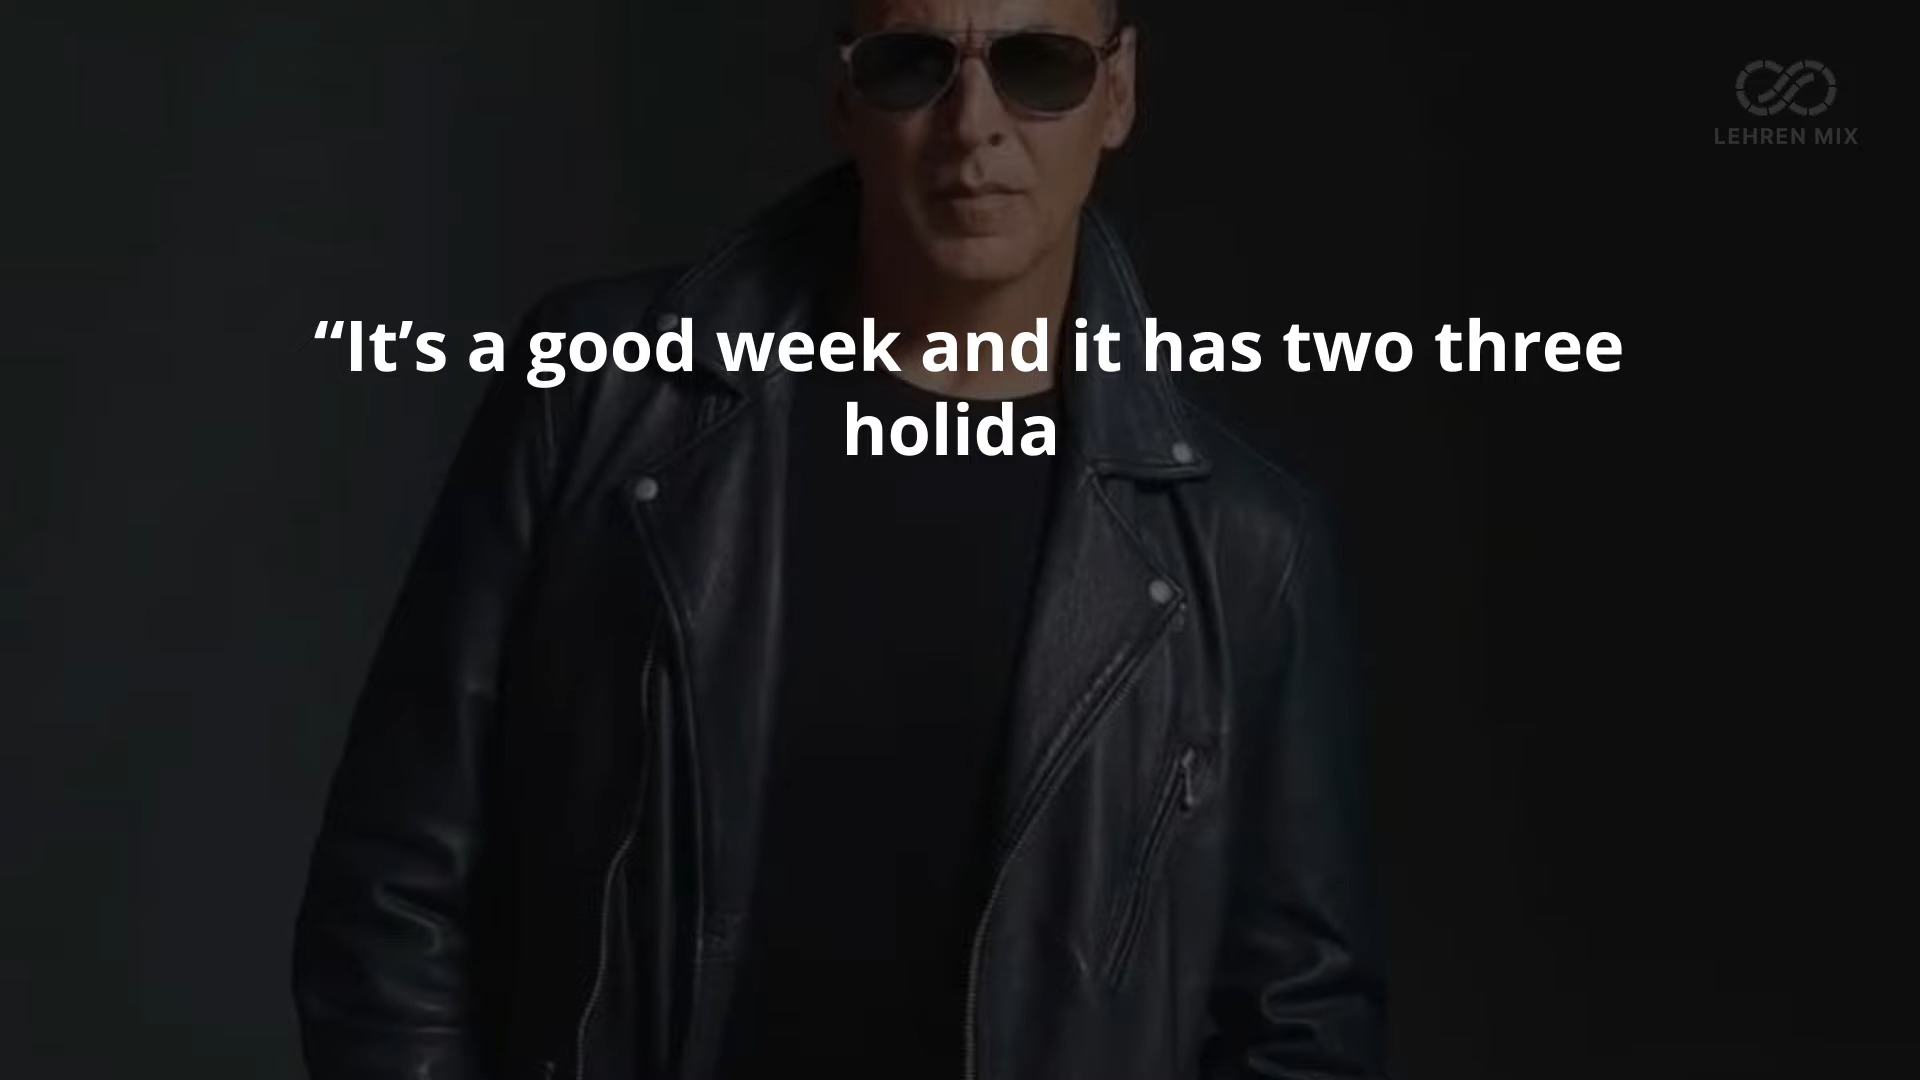 LEHREN MIX
“It’s a good week and it has two three
holida